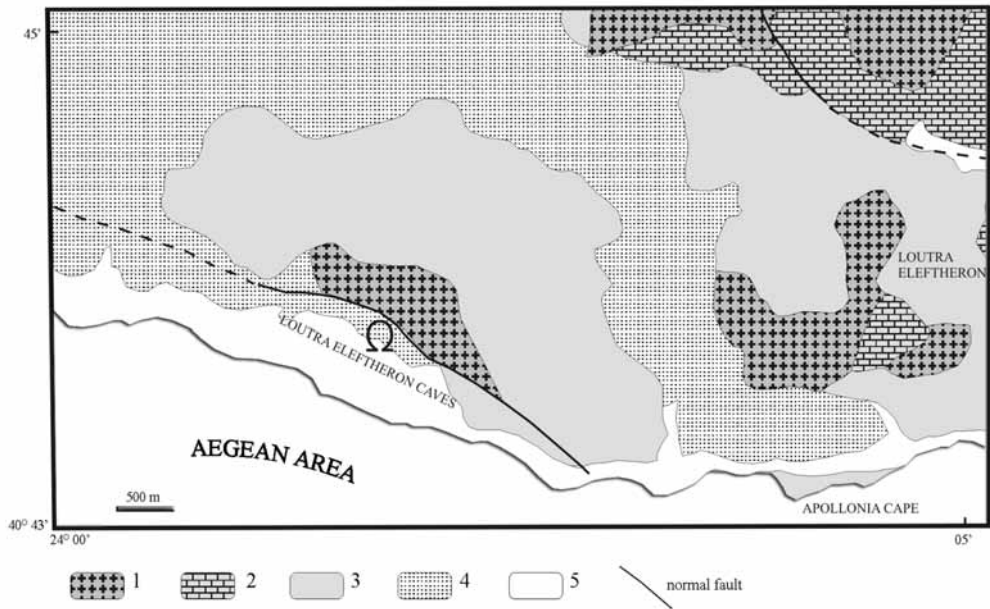 45'
LOUTRA
ELEFTHERON
LOUTRA ELEFTHERON CAVES
Ω
AEGEAN AREA
500 m
APOLLONIA CAPE
40° 43'
24° 00'
05'
1
2
3
4
5
normal fault